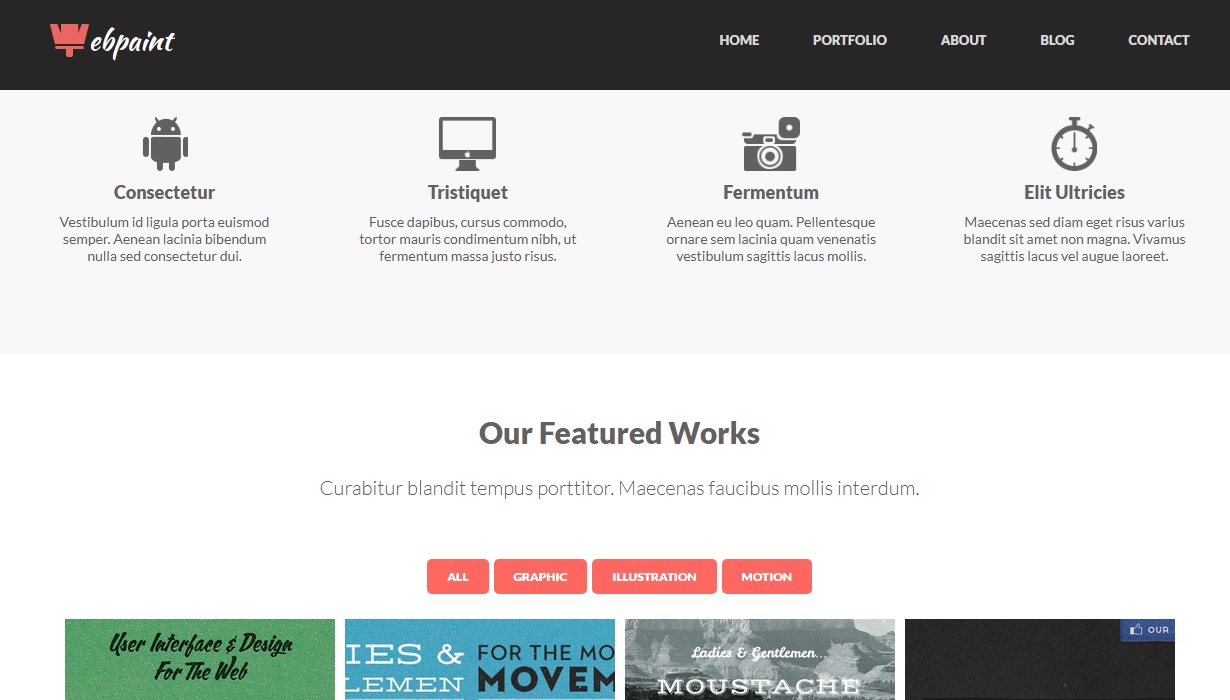 ebpaint
HOME PORTFOLIO ABOUT BLOG CONTACT
Consectetur
Vestibulum id ligula porta euismod
semper. Aenean lacinia bibendum
nulla sed consectetur dui.
Tristiquet
Fusce dapibus, cursus commodo,
tortor mauris condimentum nibh, ut
fermentum massa justo risus.
Fermentum
Aenean eu leo quam. Pellentesque
ornare sem lacinia quam venenatis
vestibulum sagittis lacus mollis.
Elit Ultricies
Maecenas sed diam eget risus varius
blandit sit amet non magna. Vivamus
sagittis lacus vel augue laoreet.
Our Featured Works
Curabitur blandit tempus porttitor. Maecenas faucibus mollis interdum.
ALL GRAPHIC ILLUSTRATION MOTION
User Interface & Design
For The Web
IES &
LEMEN
FOR THE MO
MOVEM
Ladies & Gentlemen...
MOUSTACHE
OUR